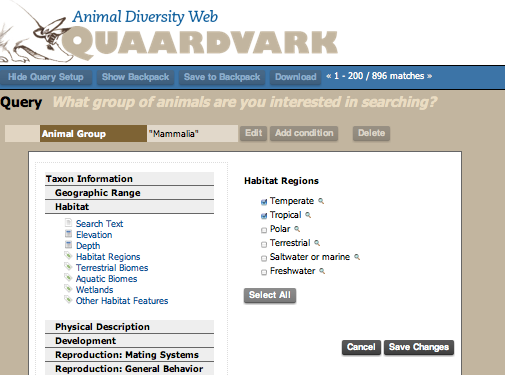 Animal Diversity Web
QUAARDVARK
Hide Query Setup Show Backpack Save to Backpack Download « 1 - 200 / 896 matches »
Query What group of animals are you interested in searching?
Animal Group "Mammalia" Edit Add condition Delete
Taxon Information
Geographic Range
Habitat
Search Text
Elevation
Depth
Habitat Regions
Terrestrial Biomes
Aquatic Biomes
Wetlands
Other Habitat Features
Physical Description
Development
Reproduction: Mating Systems
Reproduction: General Behavior
Habitat Regions
Temperate
Tropical
Polar
Terrestrial
Saltwater or marine
Freshwater
Select All
Cancel Save Changes